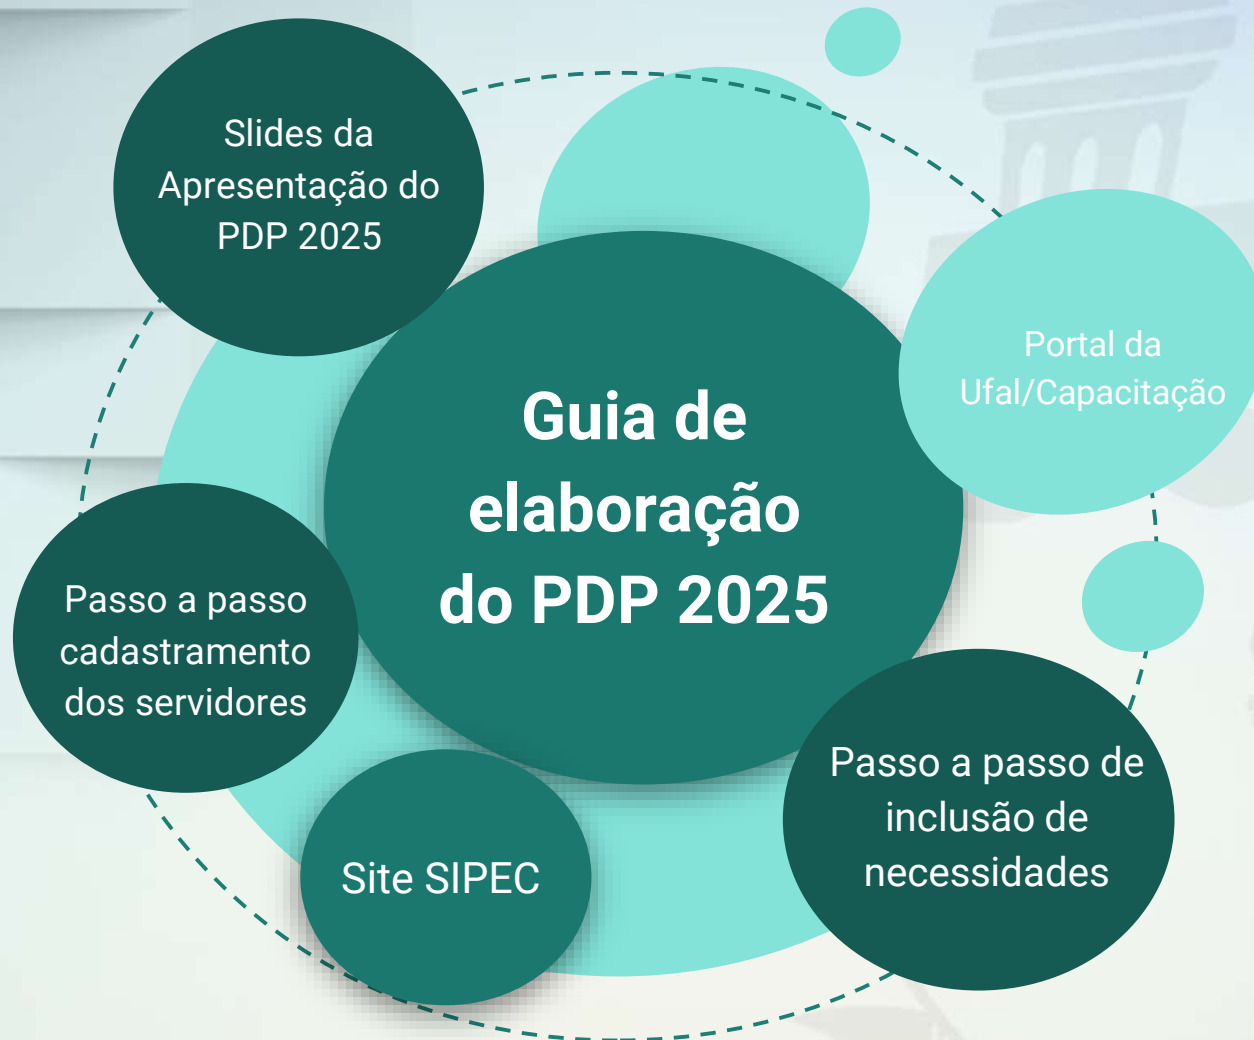 Slides da
Apresentação do
PDP 2025
Portal da
Ufal/Capacitação
Guia de
elaboração
do PDP 2025
Passo a passo
cadastramento
dos servidores
Passo a passo de
inclusão de
necessidades
Site SIPEC